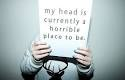 my head is
currently a
horrible
place to be.